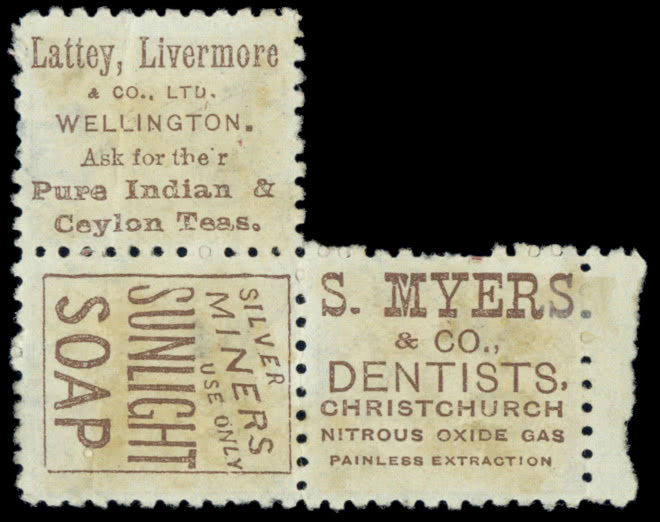 Lattey, Livermore
& CO., LTD.
WELLINGTON.
Ask for the r
Pure Indian &
Ceylon Teas.
SILVER
MINERS
USE ONLY
SUNLIGHT
SOAP
S. MYERS.
& CO.,
DENTISTS,
CHRISTCHURCH
NITROUS OXIDE GAS
PAINLESS EXTRACTION